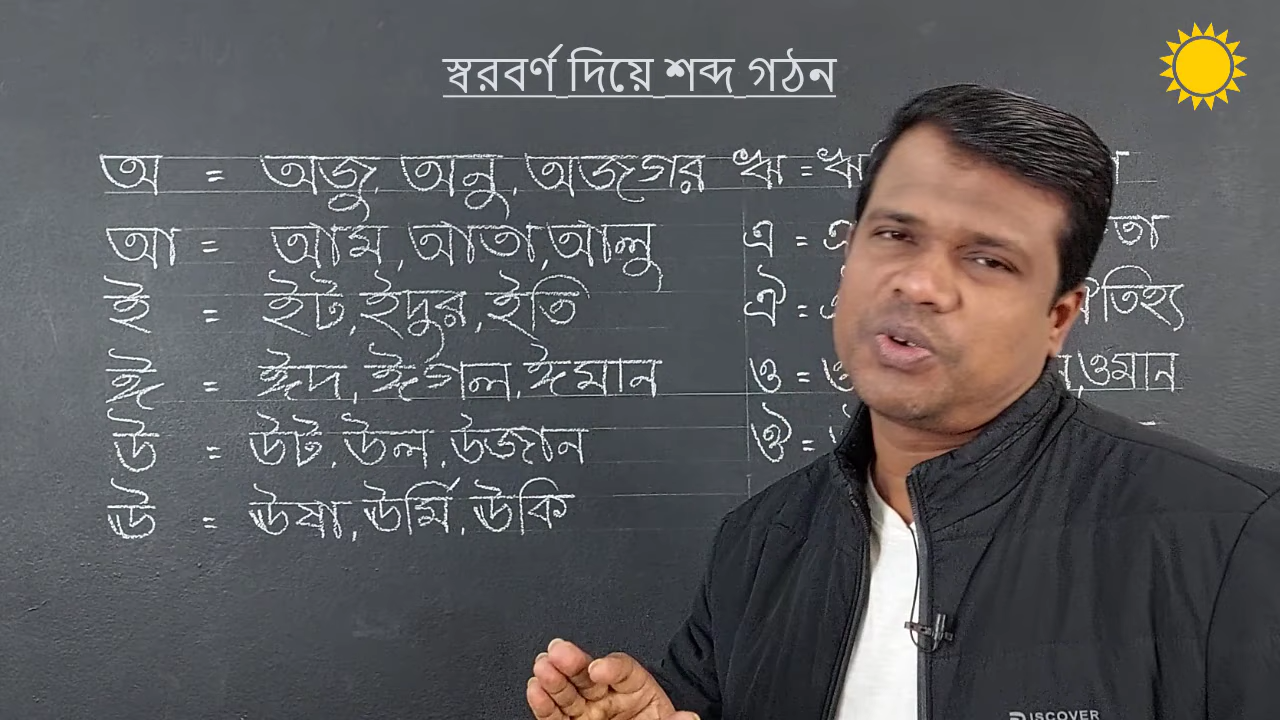 স্বরবর্ণ দিয়ে শব্দ গঠন
অ = অজু, অনু, অজগর
আ = আম, আতা, আলু
ই = ইট, ইদুর, ইতি
ঈ = ঈদ, ঈগল, ঈমান
উ = উট, উল, উজান
ঊ = ঊষা, ঊর্মি, ঊকি
ঋ =
এ =
ঐ = ঐতিহ্য
ও = ওমান
ঔ =
DISCOVER